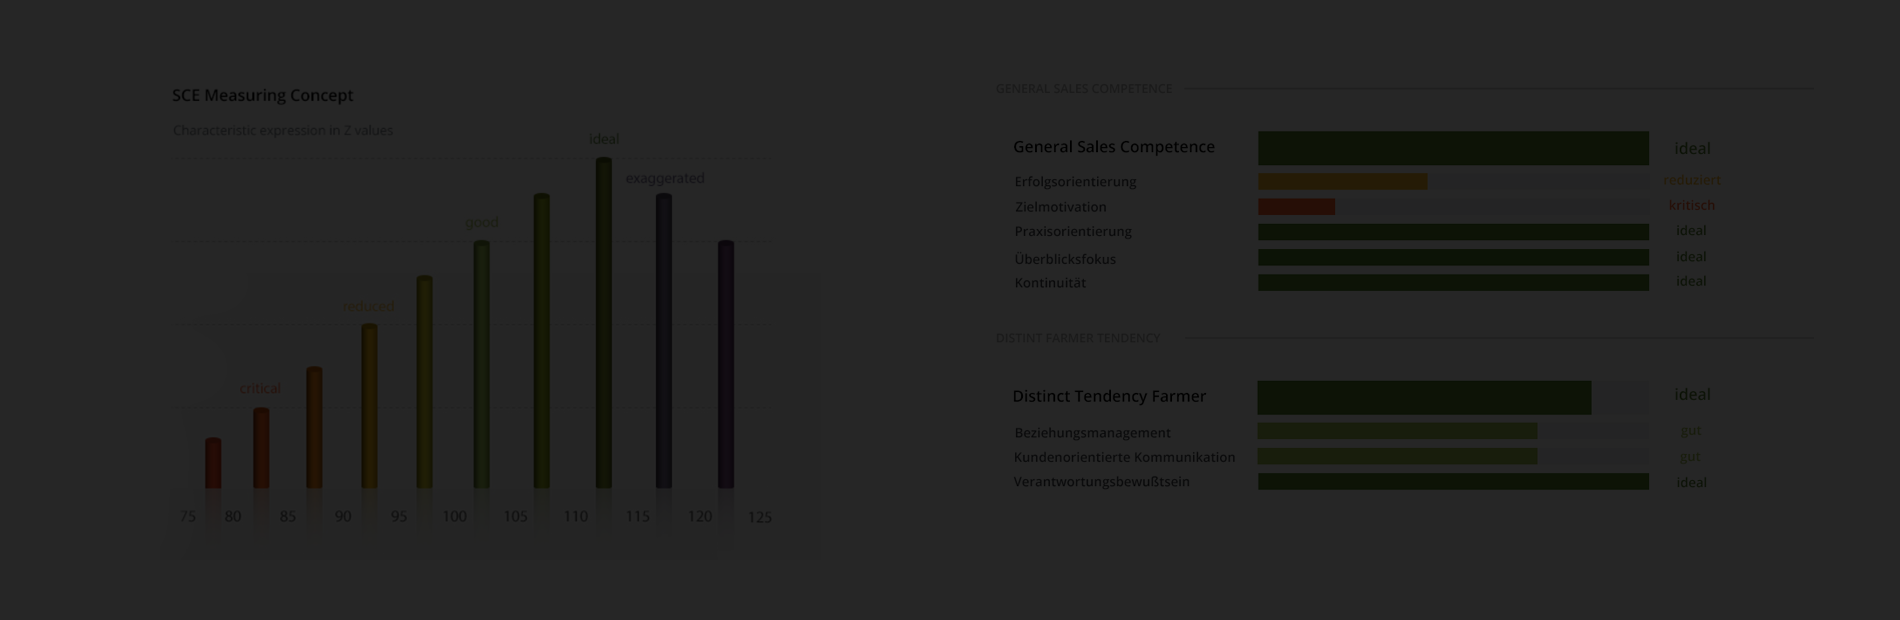 SCE Measuring Concept
Characteristic expression in Z values
ideal
exaggerated
good
reduced
critical
75 80 85 90 95 100 105 110 115 120 125
GENERAL SALES COMPETENCE
General Sales Competence ideal
Erfolgsorientierung reduziert
Zielmotivation kritisch
Praxisorientierung ideal
Überblicksfokus ideal
Kontinuität ideal
DISTINT FARMER TENDENCY
Distinct Tendency Farmer ideal
Beziehungsmanagement gut
Kundenorientierte Kommunikation gut
Verantwortungsbewußtsein ideal